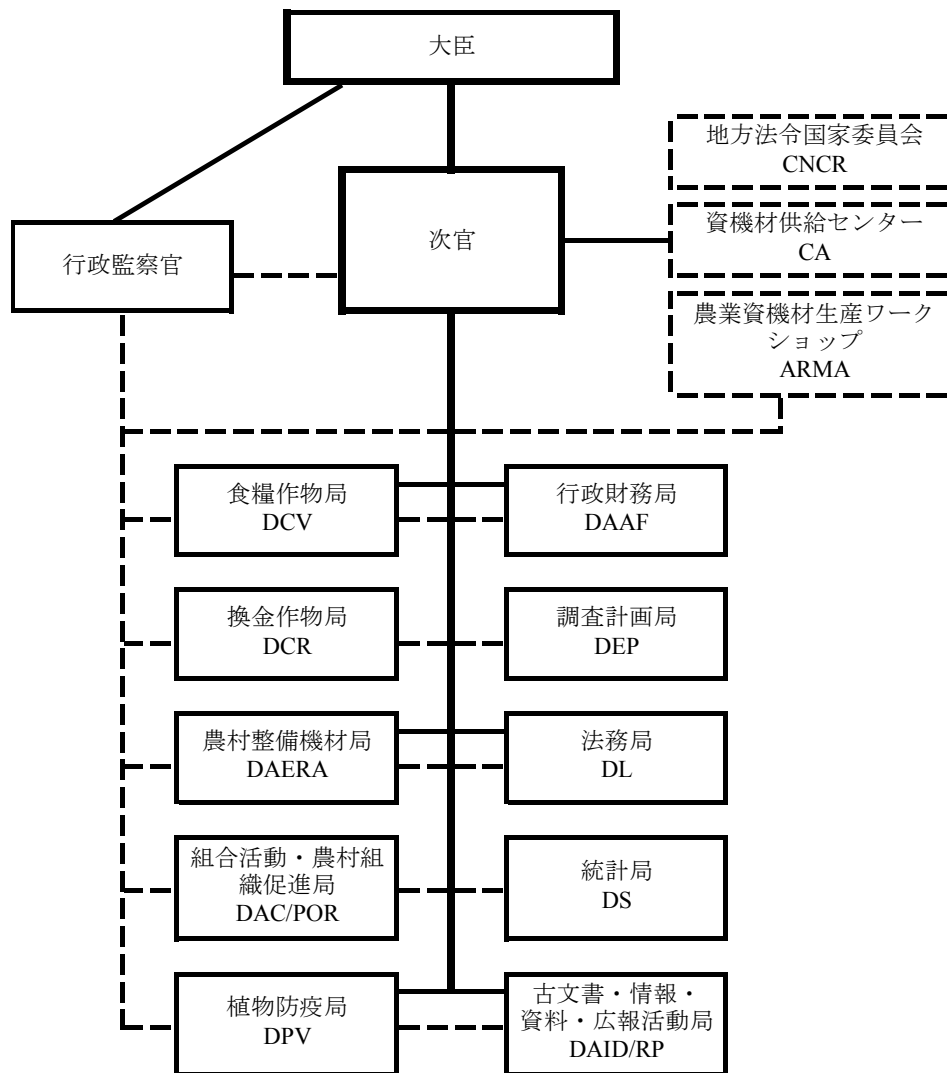 大臣
地方法令国家委員会
CNCR
次官
資機材供給センター
CA
行政監察官
農業資機材生産ワーク
ショップ
ARMA
食糧作物局
DCV
行政財務局
DAAF
換金作物局
DCR
調査計画局
DEP
農村整備機材局
DAERA
法務局
DL
組合活動・農村組
織促進局
DAC/POR
統計局
DS
植物防疫局
DPV
古文書・情報・
資料・広報活動局
DAID/RP